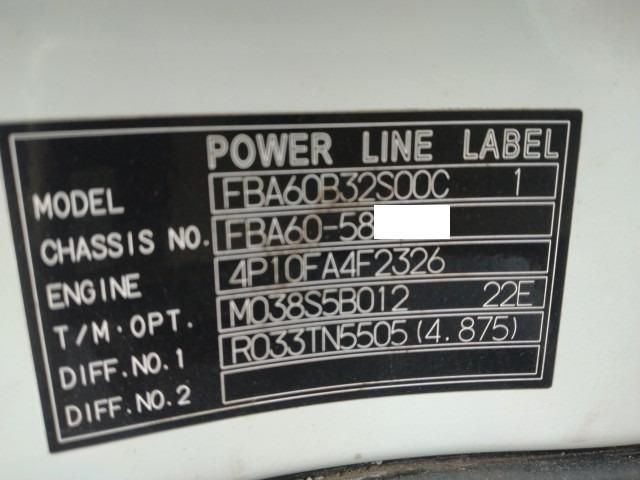 POWER LINE LABEL
MODEL FBA60B32S00C 1
CHASSIS NO. FBA60-58
ENGINE 4P10FA4F2326
T/M·OPT. M038S5B012 22E
DIFF.NO.1 R033TN5505(4.875)
DIFF.NO.2